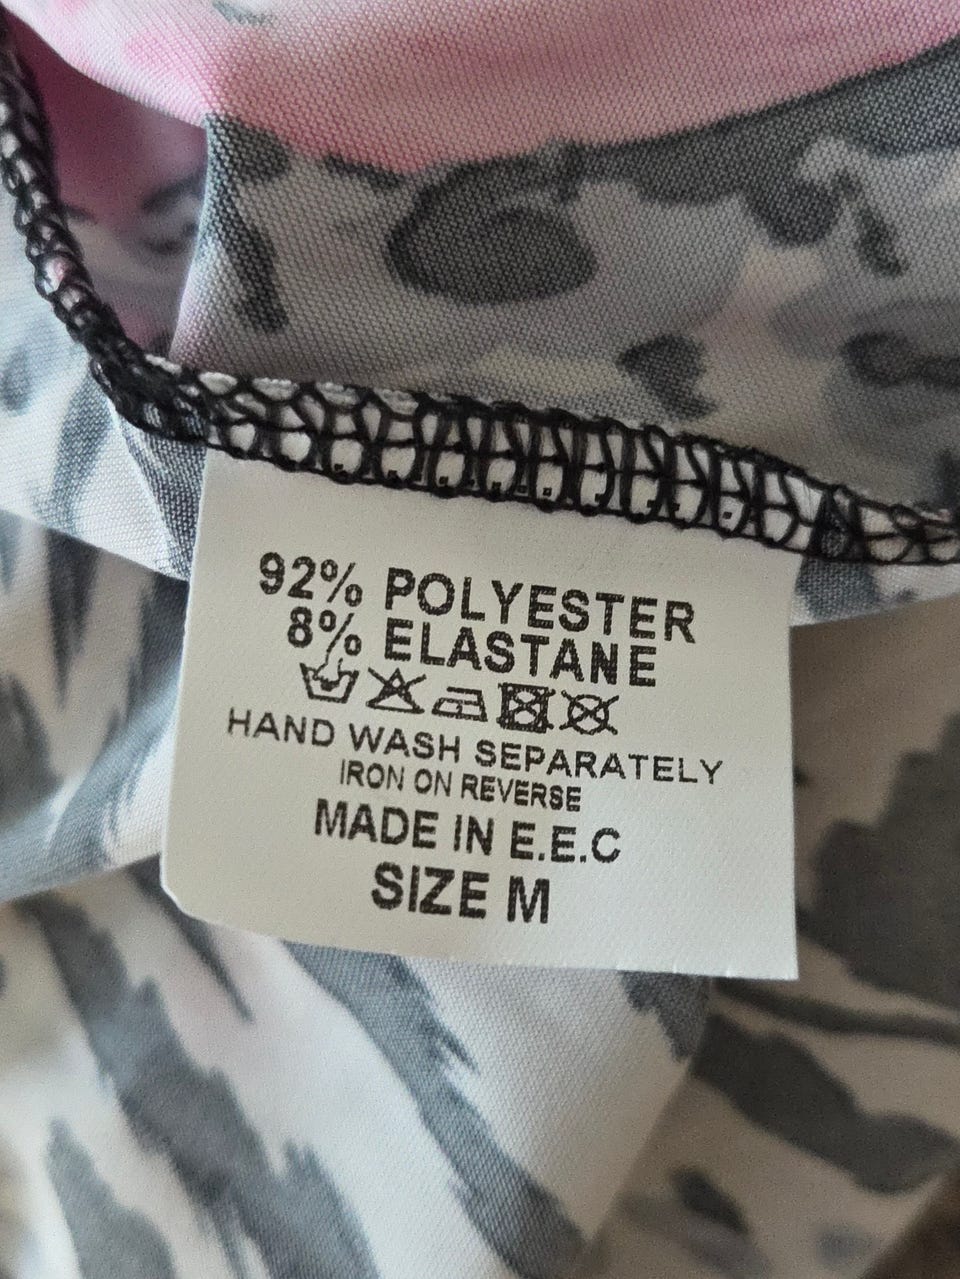 92% POLYESTER
8% ELASTANE
HAND WASH SEPARATELY
IRON ON REVERSE
MADE IN E.E.C
SIZE M